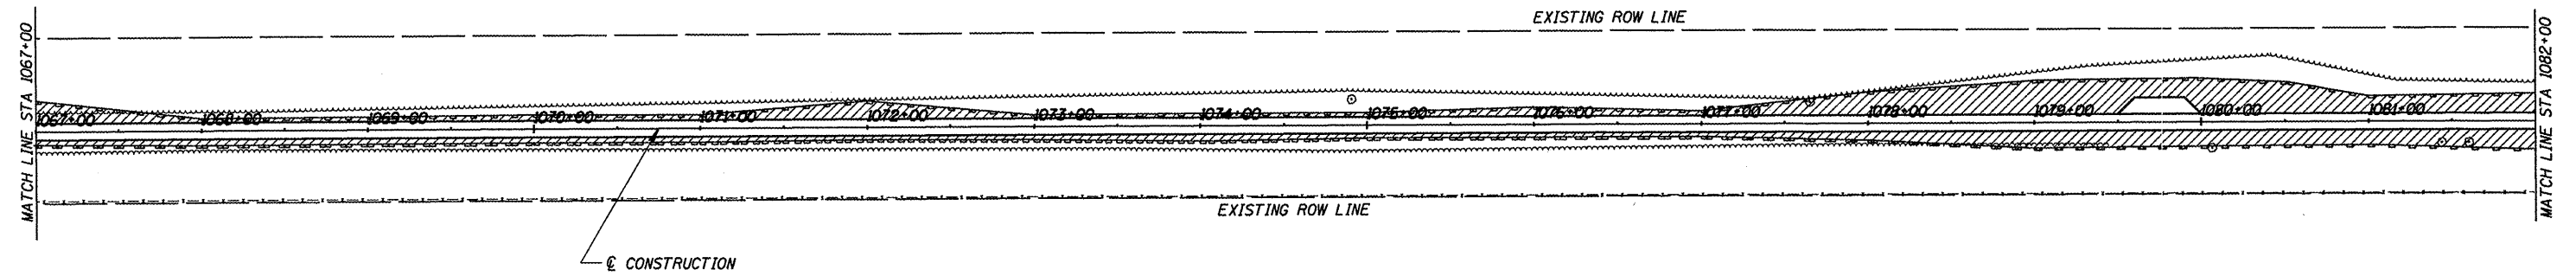 EXISTING ROW LINE
MATCH LINE STA 1067+00
MATCH LINE STA 1082+00
1067+00 1068+00 1069+00 1070+00 1071+00 1072+00 1073+00 1074+00 1075+00 1076+00 1077+00 1078+00 1079+00 1080+00 1081+00
EXISTING ROW LINE
℄ CONSTRUCTION